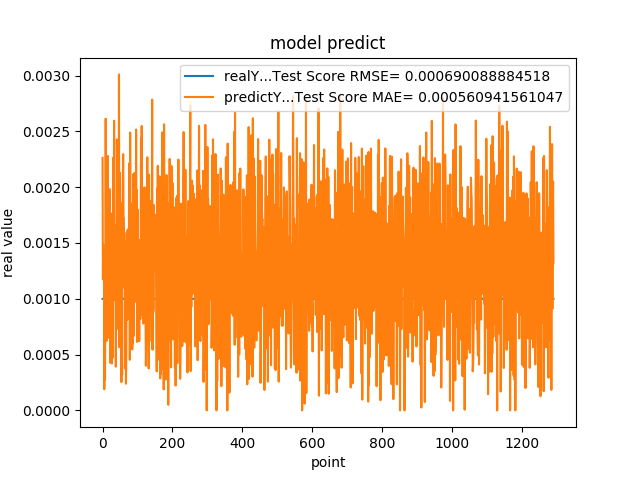 model predict
realY...Test Score RMSE= 0.000690088884518
predictY...Test Score MAE= 0.000560941561047
0.0030
0.0025
0.0020
0.0015
0.0010
0.0005
0.0000
real value
0 200 400 600 800 1000 1200
point